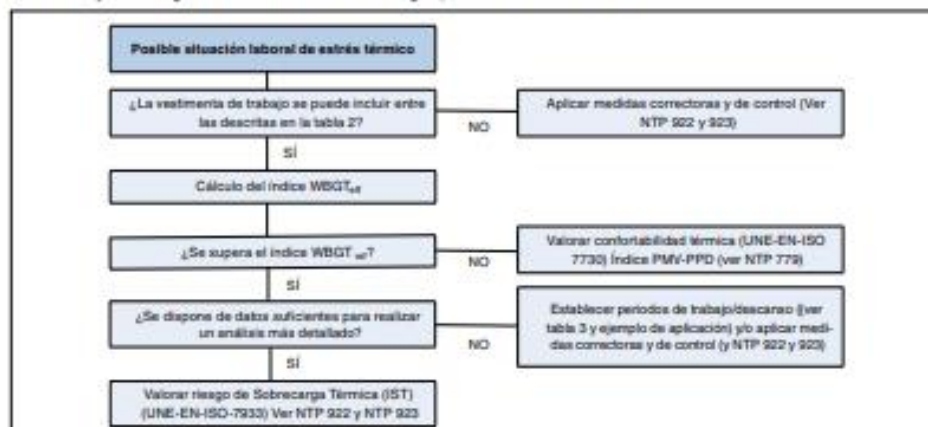 Posible situación laboral de estrés térmico
¿La vestimenta de trabajo se puede incluir entre
las descritas en la tabla 2?
NO
Aplicar medidas correctoras y de control (Ver
NTP 922 y 923)
SÍ
Cálculo del índice WBGTeff
¿Se supera el índice WBGT ef?
NO
Valorar confortabilidad térmica (UNE-EN-ISO
7730) Índice PMV-PPD (ver NTP 779)
SÍ
¿Se dispone de datos suficientes para realizar
un análisis más detallado?
NO
Establecer periodos de trabajo/descanso ((ver
tabla 3 y ejemplo de aplicación) y/o aplicar medi-
das correctoras y de control (y NTP 922 y 923)
SÍ
Valorar riesgo de Sobrecarga Térmica (IST)
(UNE-EN-ISO-7933) Ver NTP 922 y NTP 923